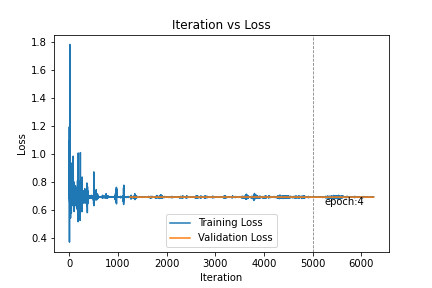 Iteration vs Loss
1.8
1.6
1.4
1.2
1.0
0.8
0.6
0.4
Loss
epoch:4
Training Loss
Validation Loss
0 1000 2000 3000 4000 5000 6000
Iteration